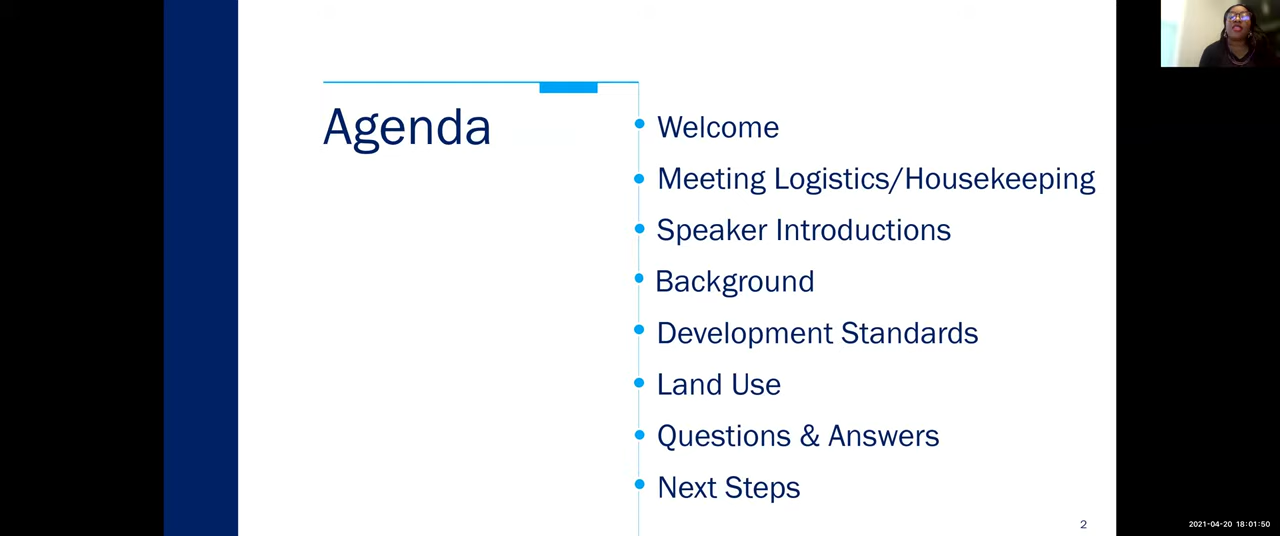 Agenda
Welcome
Meeting Logistics/Housekeeping
Speaker Introductions
Background
Development Standards
Land Use
Questions & Answers
Next Steps
2
2021-04-20 18:01:50